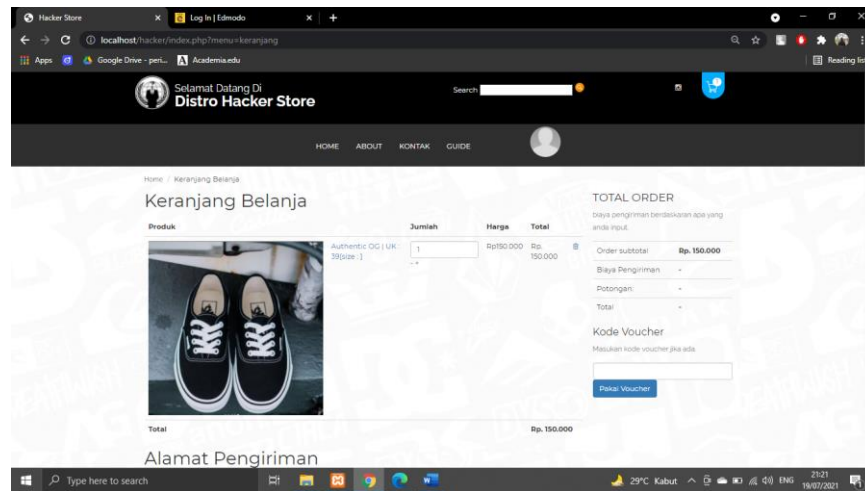 Hacker Store
Log In | Edmodo
localhost/hacker/index.php?menu=keranjang
Apps
Google Drive - peri...
Academia.edu
Reading list
Selamat Datang Di
Distro Hacker Store
Search
HOME ABOUT KONTAK GUIDE
Home / Keranjang Belanja
Keranjang Belanja
Produk Jumlah Harga Total
Authentic OG | UK
39[size : ]
1
- +
Rp150.000
Rp.
150.000
Total Rp. 150.000
Alamat Pengiriman
TOTAL ORDER
biaya pengiriman berdaskaran apa yang
anda input.
Order subtotal Rp. 150.000
Biaya Pengiriman -
Potongan: -
Total -
Kode Voucher
Masukan kode voucher jika ada.
Pakai Voucher
Type here to search
29°C Kabut
ENG
21:21
19/07/2021